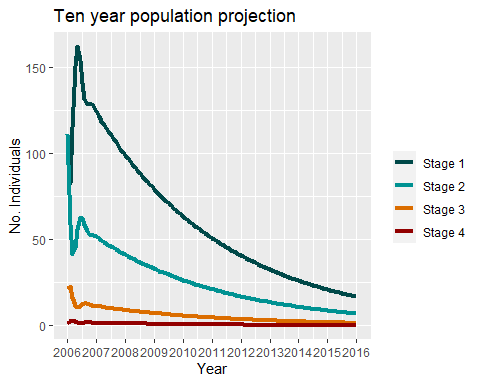 Ten year population projection
No. Individuals
150
100
50
0
2006 2007 2008 2009 2010 2011 2012 2013 2014 2015 2016
Year
Stage 1
Stage 2
Stage 3
Stage 4